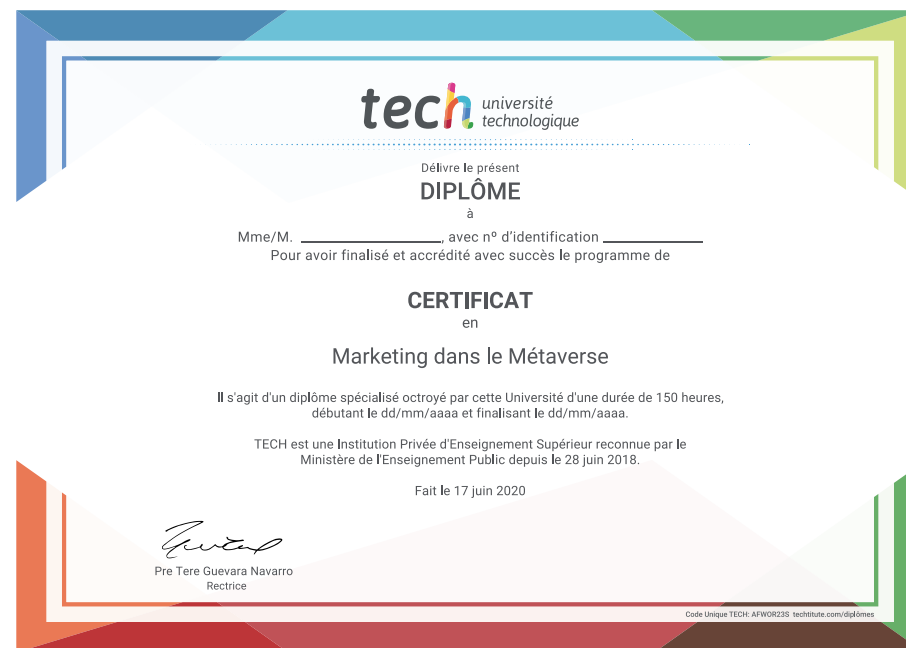 tech université
technologique
Délivre le présent
DIPLÔME
à
Mme/M. ____________________, avec nº d'identification ______________
Pour avoir finalisé et accrédité avec succès le programme de
CERTIFICAT
en
Marketing dans le Métaverse
Il s'agit d'un diplôme spécialisé octroyé par cette Université d'une durée de 150 heures,
débutant le dd/mm/aaaa et finalisant le dd/mm/aaaa.
TECH est une Institution Privée d'Enseignement Supérieur reconnue par le
Ministère de l'Enseignement Public depuis le 28 juin 2018.
Fait le 17 juin 2020
Pre Tere Guevara Navarro
Rectrice
Code Unique TECH: AFWOR23S techtitute.com/diplômes